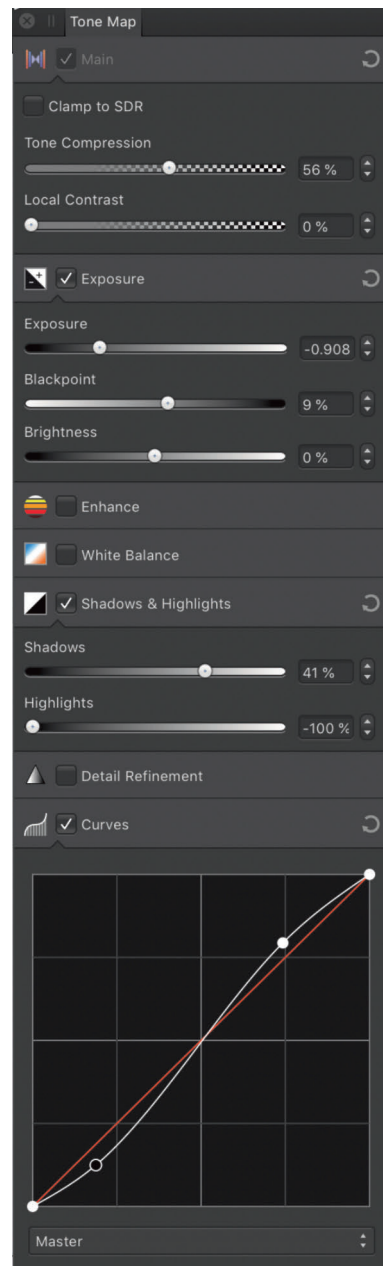 Tone Map
Main
Clamp to SDR
Tone Compression
56 %
Local Contrast
0 %
Exposure
Exposure
-0.908
Blackpoint
9 %
Brightness
0 %
Enhance
White Balance
Shadows & Highlights
Shadows
41 %
Highlights
-100 %
Detail Refinement
Curves
Master